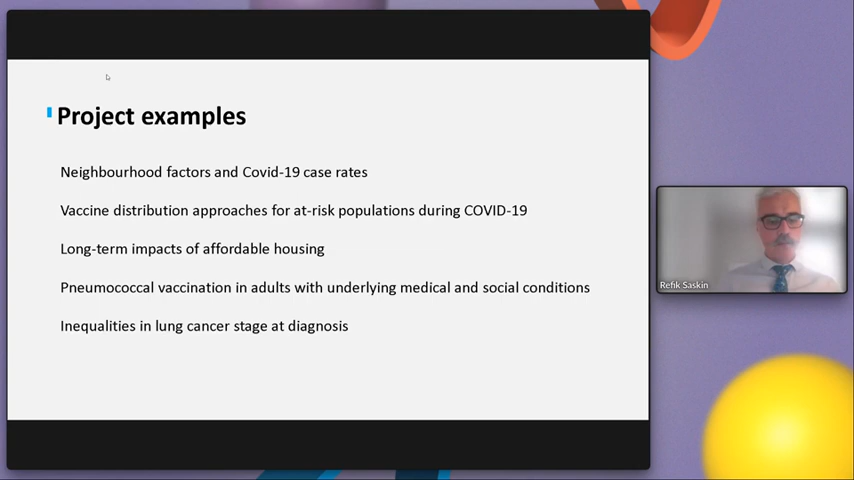 Project examples
Neighbourhood factors and Covid-19 case rates
Vaccine distribution approaches for at-risk populations during COVID-19
Long-term impacts of affordable housing
Pneumococcal vaccination in adults with underlying medical and social conditions
Inequalities in lung cancer stage at diagnosis
Refik Saskin